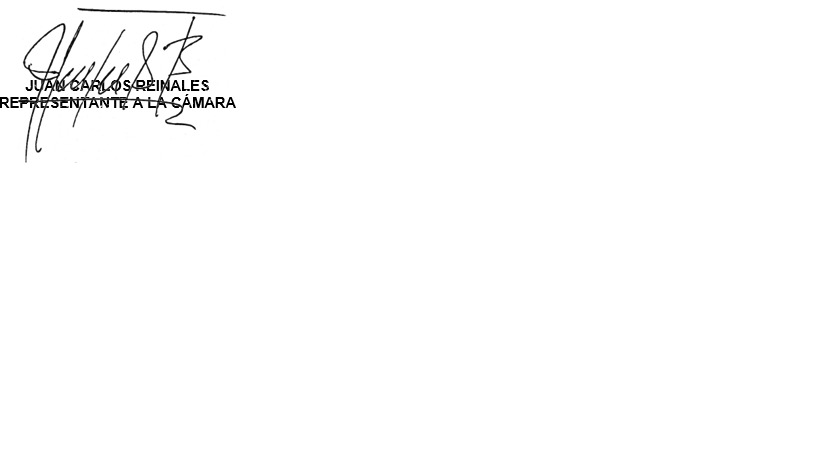 JUAN CARLOS REINALES
REPRESENTANTE A LA CÁMARA